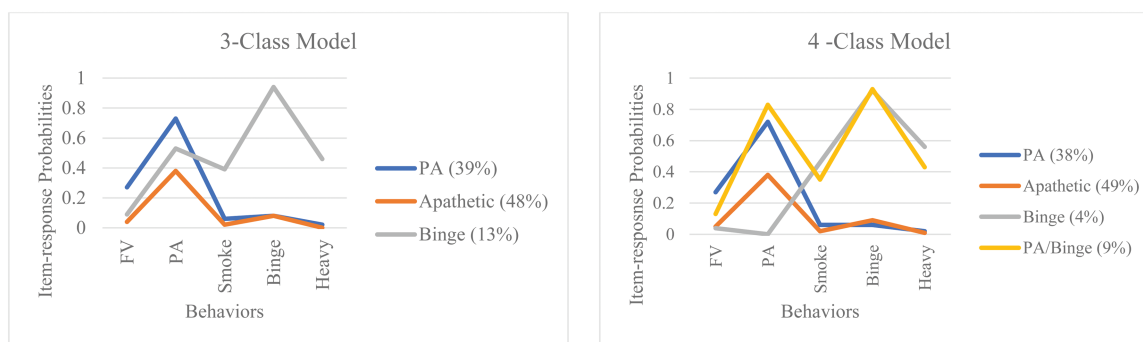 3-Class Model
Item-response Probabilities
1
0.8
0.6
0.4
0.2
0
FV
PA
Smoke
Binge
Heavy
Behaviors
PA (39%)
Apathetic (48%)
Binge (13%)
4 -Class Model
Item-resposnse Probabilities
1
0.8
0.6
0.4
0.2
0
FV
PA
Smoke
Binge
Heavy
Behaviors
PA (38%)
Apathetic (49%)
Binge (4%)
PA/Binge (9%)